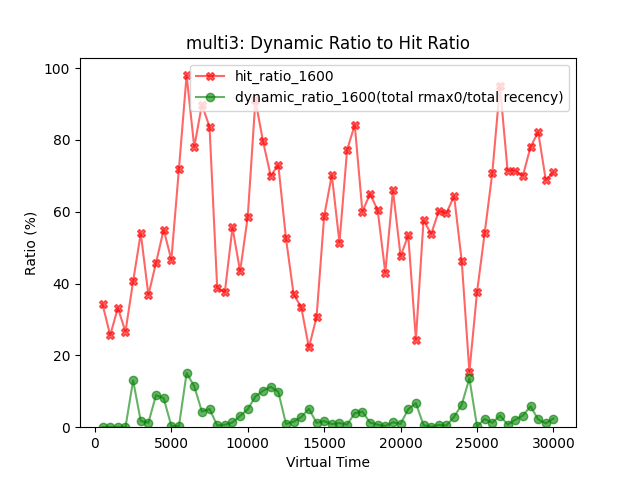 multi3: Dynamic Ratio to Hit Ratio
hit_ratio_1600
dynamic_ratio_1600(total rmax0/total recency)
Ratio (%)
100
80
60
40
20
0
0 5000 10000 15000 20000 25000 30000
Virtual Time